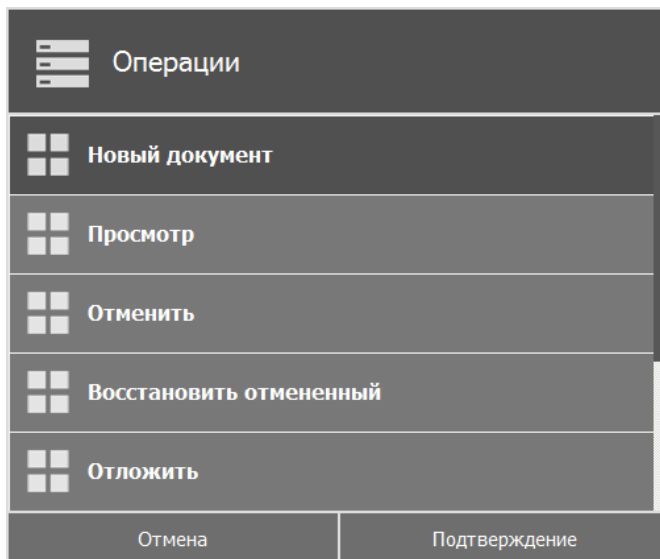 Операции
Новый документ
Просмотр
Отменить
Восстановить отмененный
Отложить
Отмена
Подтверждение